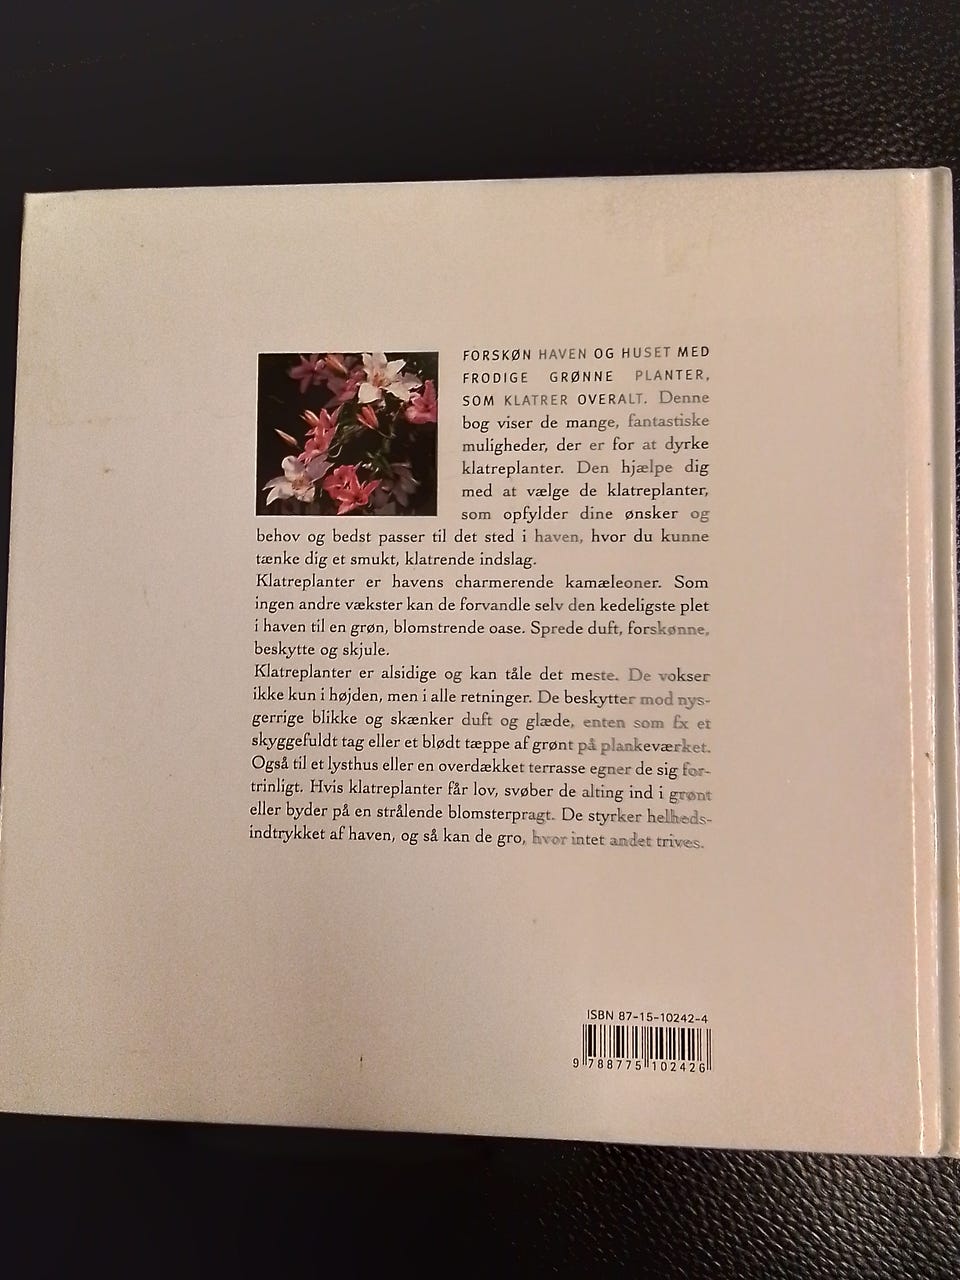 FORSKØN HAVEN OG HUSET MED
FRODIGE GRØNNE PLANTER,
SOM KLATRER OVERALT. Denne
bog viser de mange, fantastiske
muligheder, der er for at dyrke
klatreplanter. Den hjælpe dig
med at vælge de klatreplanter,
som opfylder dine ønsker og
behov og bedst passer til det sted i haven, hvor du kunne
tænke dig et smukt, klatrende indslag.
Klatreplanter er havens charmerende kamæleoner. Som
ingen andre vækster kan de forvandle selv den kedeligste plet
i haven til en grøn, blomstrende oase. Sprede duft, forskønne,
beskytte og skjule.
Klatreplanter er alsidige og kan tåle det meste. De vokser
ikke kun i højden, men i alle retninger. De beskytter mod nys-
gerrige blikke og skænker duft og glæde, enten som fx et
skyggefuldt tag eller et blødt tæppe af grønt på plankeværket.
Også til et lysthus eller en overdækket terrasse egner de sig for-
trinligt. Hvis klatreplanter får lov, svøber de alting ind i grønt
eller byder på en strålende blomsterpragt. De styrker helheds-
indtrykket af haven, og så kan de gro, hvor intet andet trives.
ISBN 87-15-10242-4
9 788775 102426